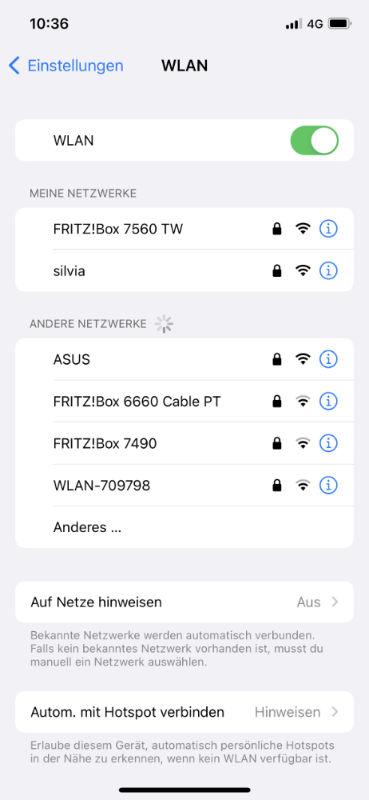 10:36 4G
Einstellungen WLAN
WLAN
MEINE NETZWERKE
FRITZ!Box 7560 TW
silvia
ANDERE NETZWERKE
ASUS
FRITZ!Box 6660 Cable PT
FRITZ!Box 7490
WLAN-709798
Anderes ...
Auf Netze hinweisen Aus
Bekannte Netzwerke werden automatisch verbunden.
Falls kein bekanntes Netzwerk vorhanden ist, musst du
manuell ein Netzwerk auswählen.
Autom. mit Hotspot verbinden Hinweisen
Erlaube diesem Gerät, automatisch persönliche Hotspots
in der Nähe zu erkennen, wenn kein WLAN verfügbar ist.